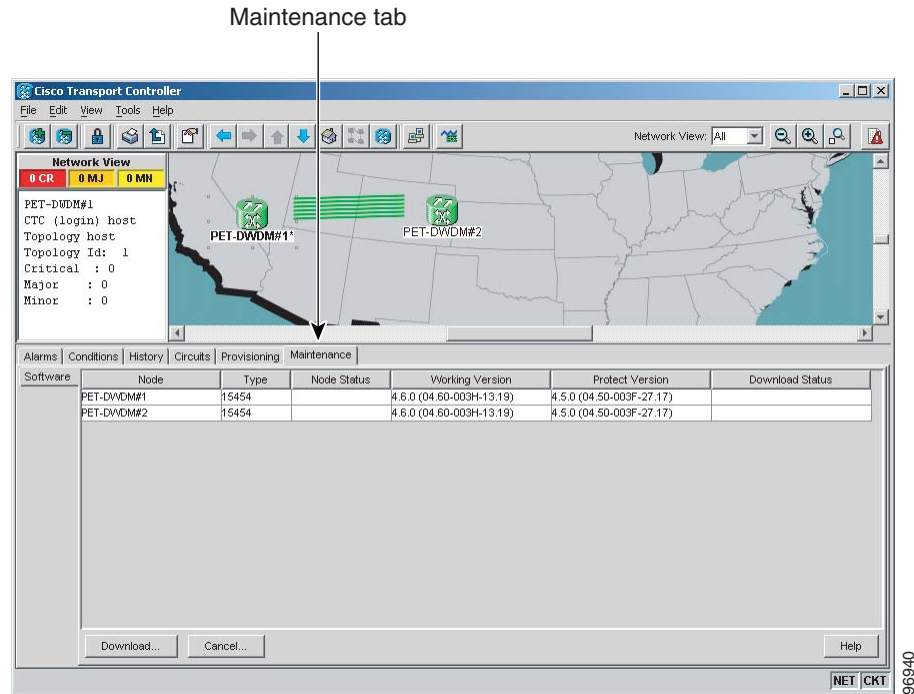 Maintenance tab
Cisco Transport Controller
File Edit View Tools Help
Network View: All
Network View
0 CR 0 MJ 0 MN
PET-DWDM#1
CTC (login) host
Topology host
Topology Id: 1
Critical : 0
Major : 0
Minor : 0
PET-DWDM#1*
PET-DWDM#2
Alarms Conditions History Circuits Provisioning Maintenance
Software
Node Type Node Status Working Version Protect Version Download Status
PET-DWDM#1 15454 4.6.0 (04.60-003H-13.19) 4.5.0 (04.50-003F-27.17)
PET-DWDM#2 15454 4.6.0 (04.60-003H-13.19) 4.5.0 (04.50-003F-27.17)
Download... Cancel... Help
NET CKT
96940